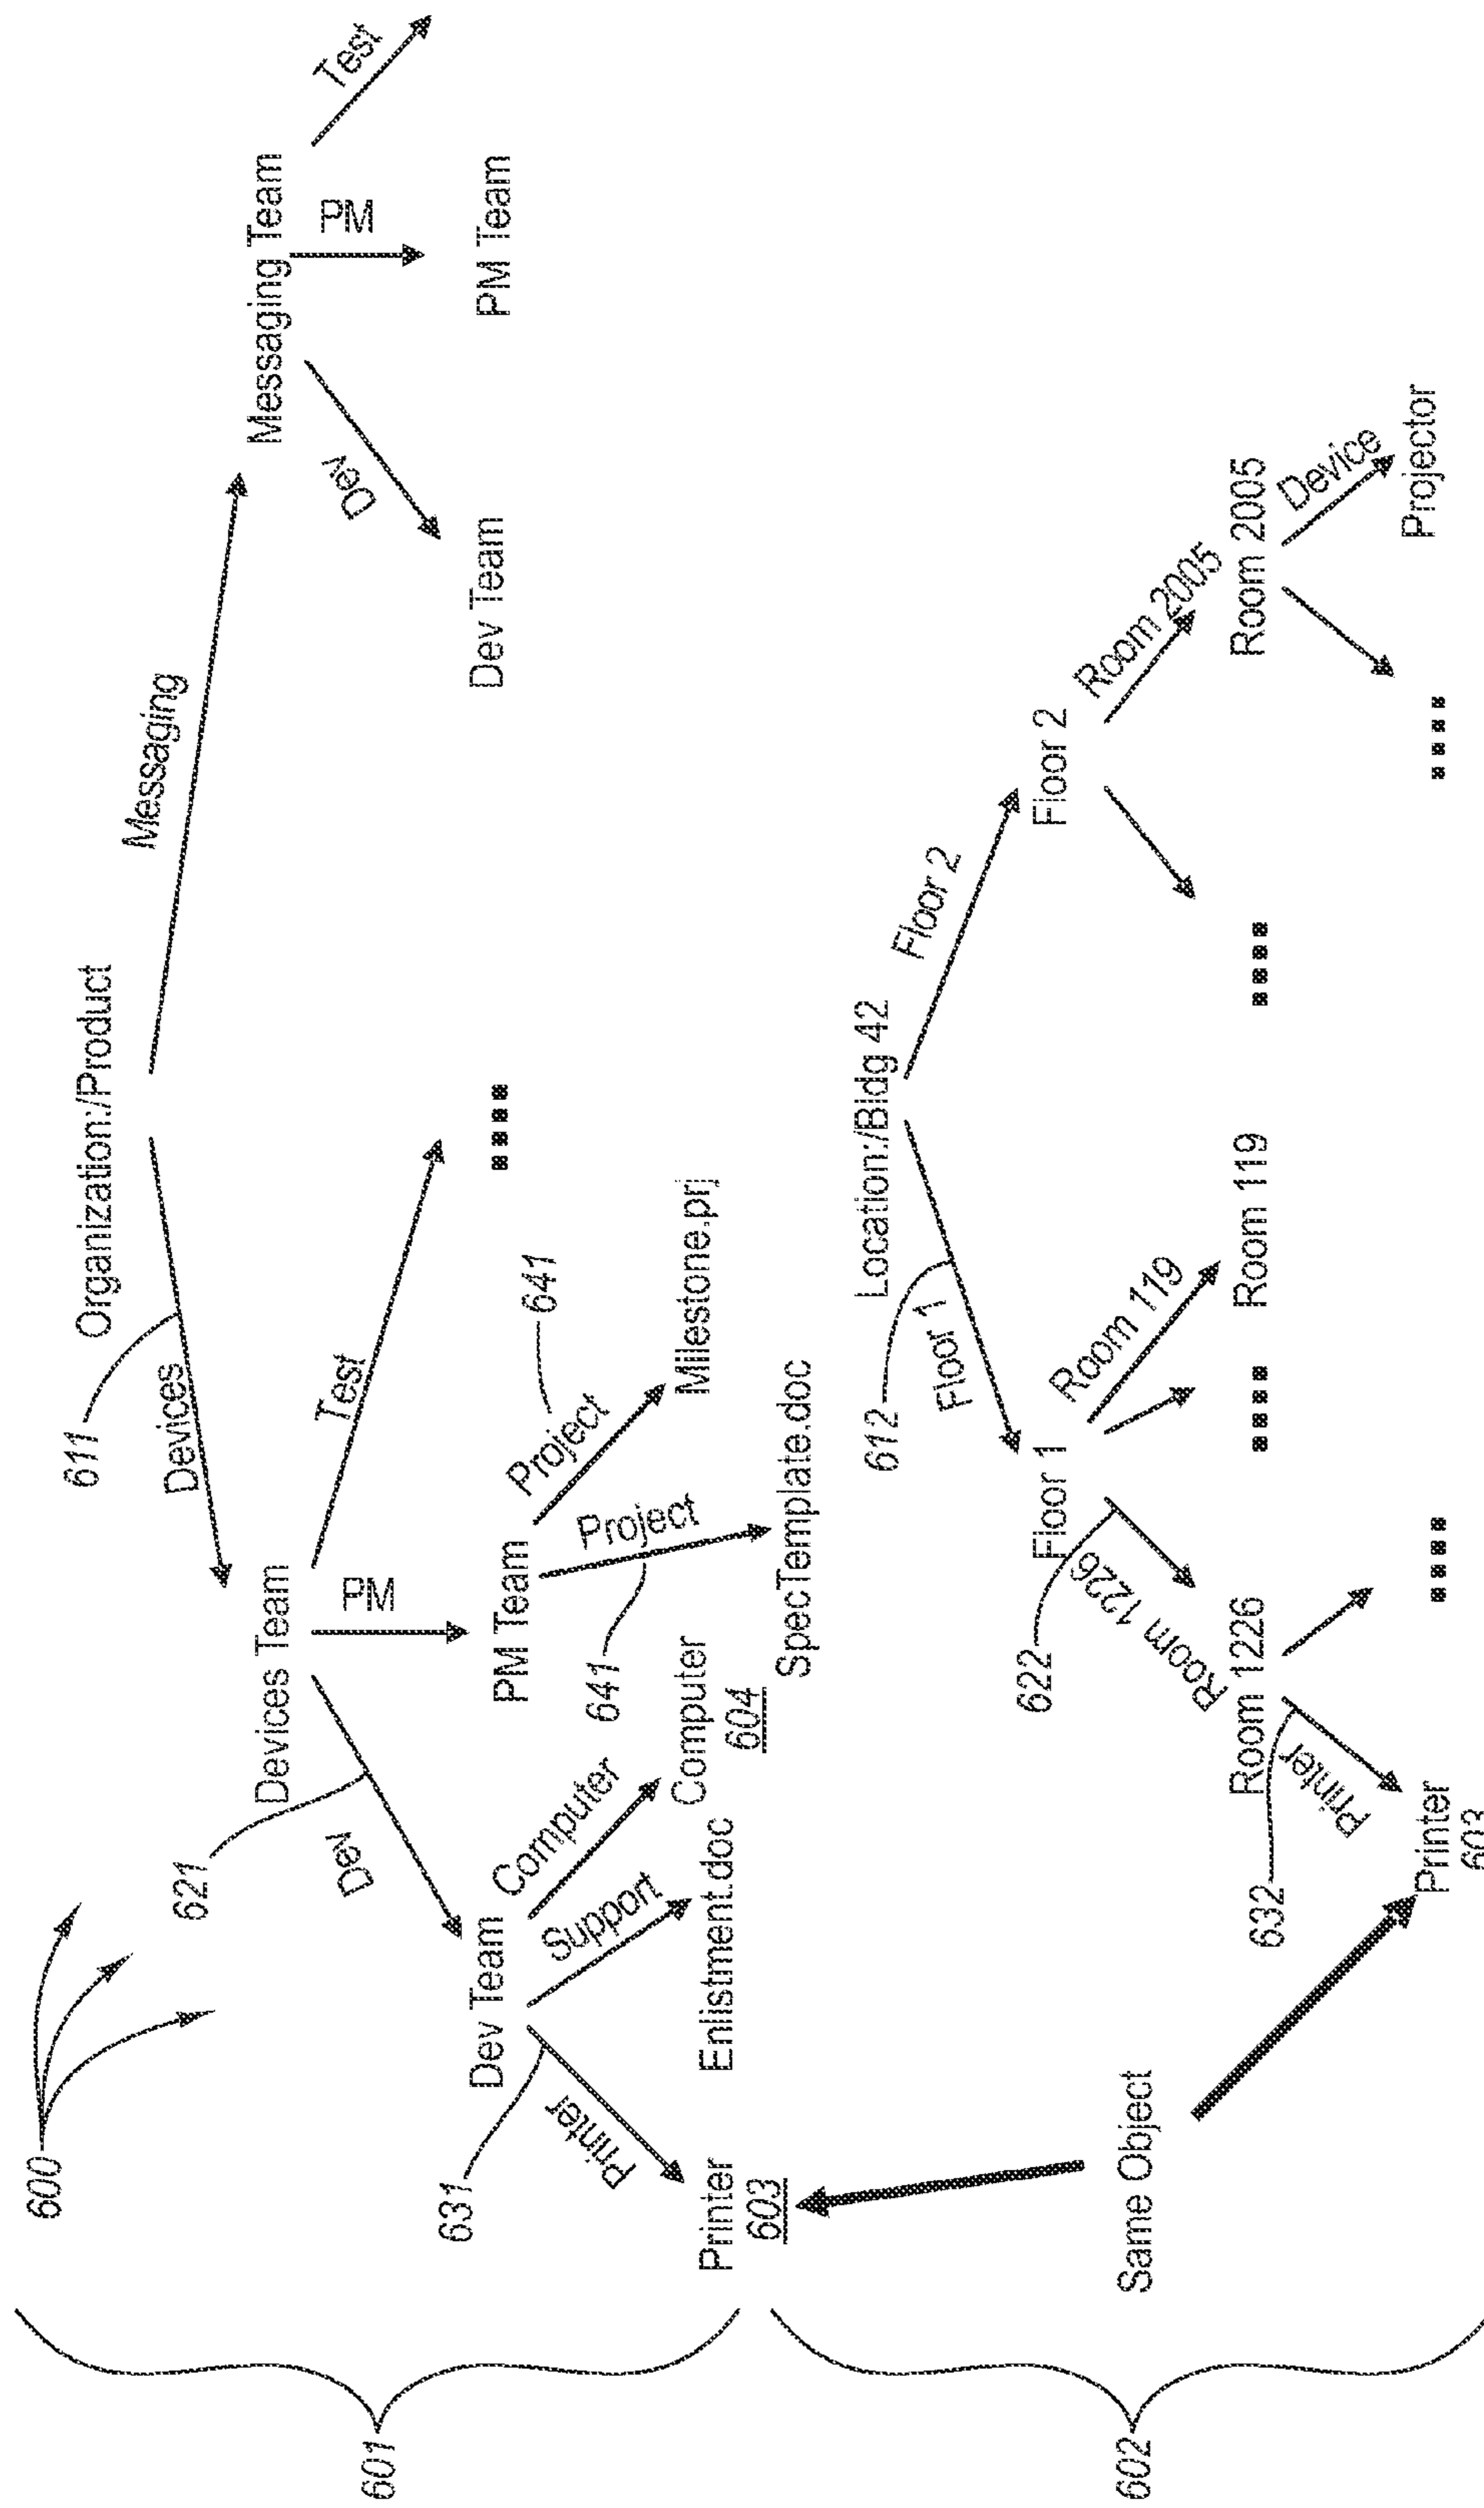 600
601
Organization:/Product
611
Devices
Messaging
Devices Team
Messaging Team
621
Dev
PM
Test
Dev
PM
Test
Dev Team
PM Team
Dev Team
PM Team
631
Printer
Support
Computer
641
Project
Project
641
Printer
603
Enlistment.doc
Computer
604
SpecTemplate.doc
Milestone.prj
602
Location:/Bldg 42
612
Floor 1
Floor 2
Floor 1
Floor 2
622
Room 1226
Room 119
Room 2005
Same Object
Room 1226
Room 119
Room 2005
632
Printer
Device
Printer
603
Projector